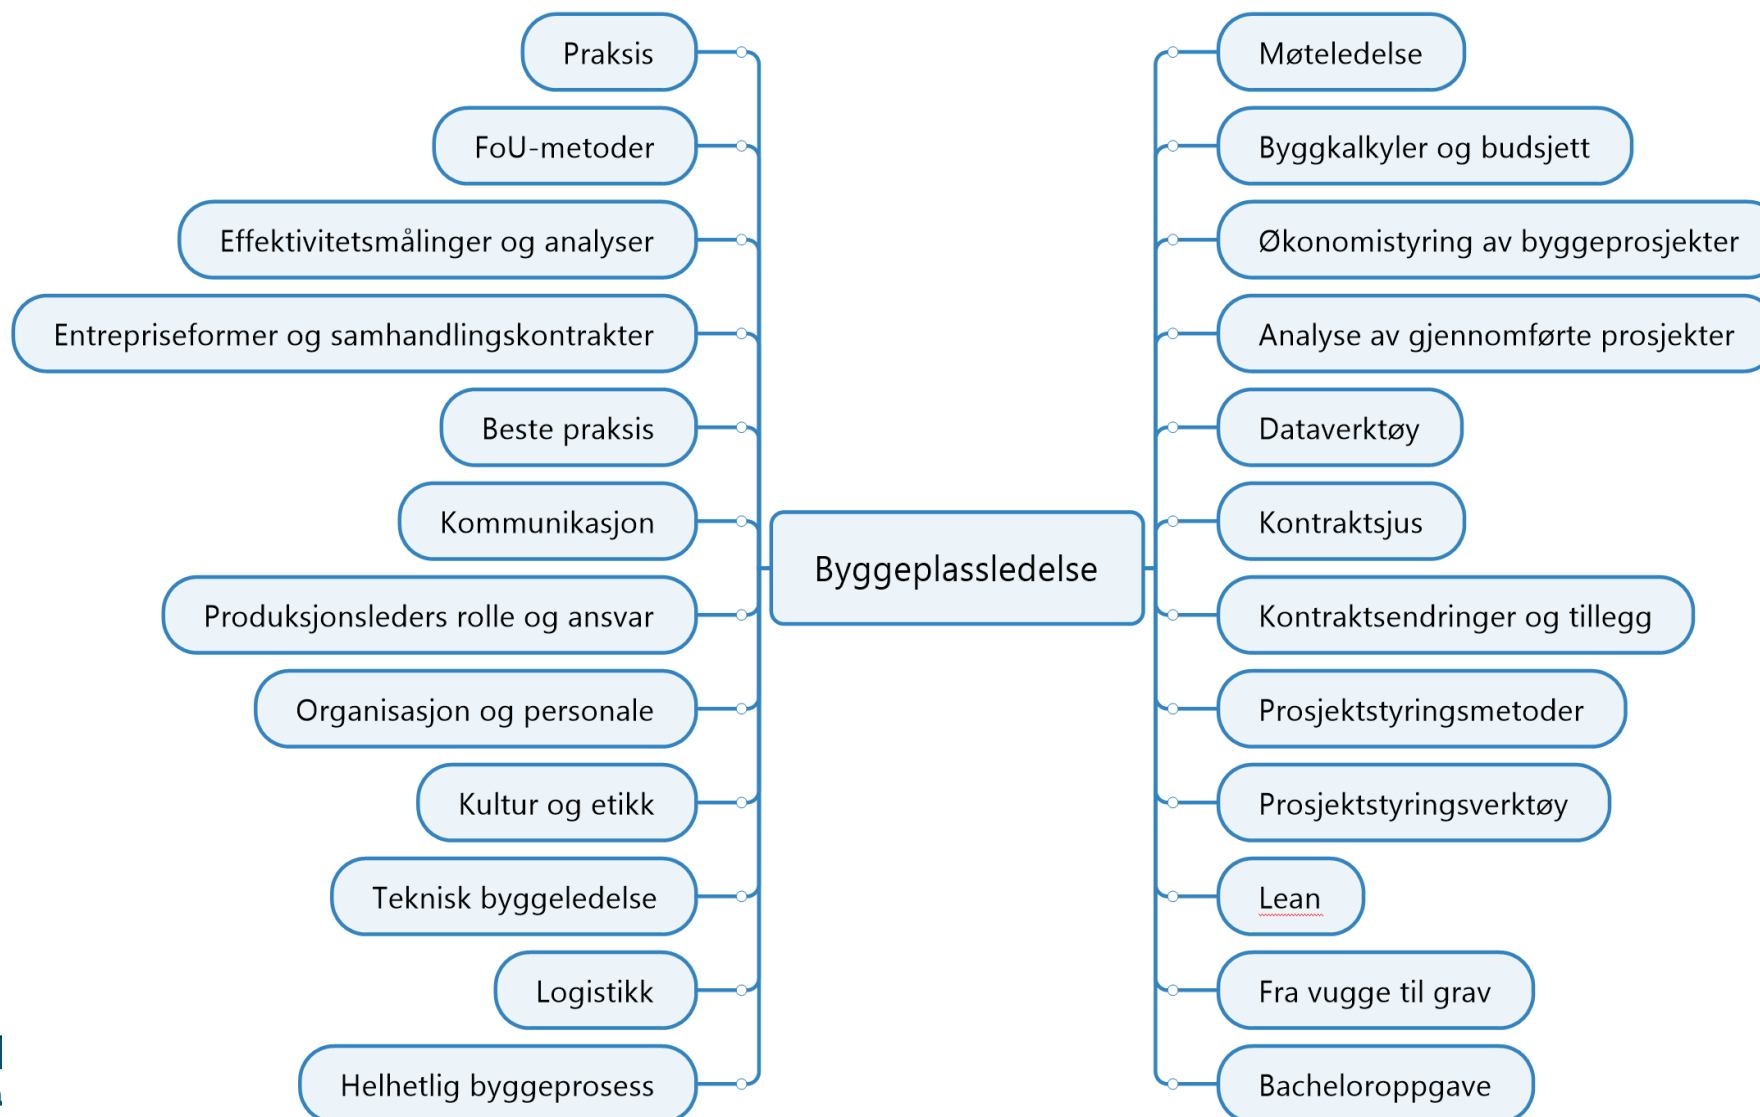 Praksis
FoU-metoder
Effektivitetsmålinger og analyser
Entrepriseformer og samhandlingskontrakter
Beste praksis
Kommunikasjon
Produksjonsleders rolle og ansvar
Organisasjon og personale
Kultur og etikk
Teknisk byggeledelse
Logistikk
Helhetlig byggeprosess
Byggeplassledelse
Møteledelse
Byggkalkyler og budsjett
Økonomistyring av byggeprosjekter
Analyse av gjennomførte prosjekter
Dataverktøy
Kontraktsjus
Kontraktsendringer og tillegg
Prosjektstyringsmetoder
Prosjektstyringsverktøy
Lean
Fra vugge til grav
Bacheloroppgave